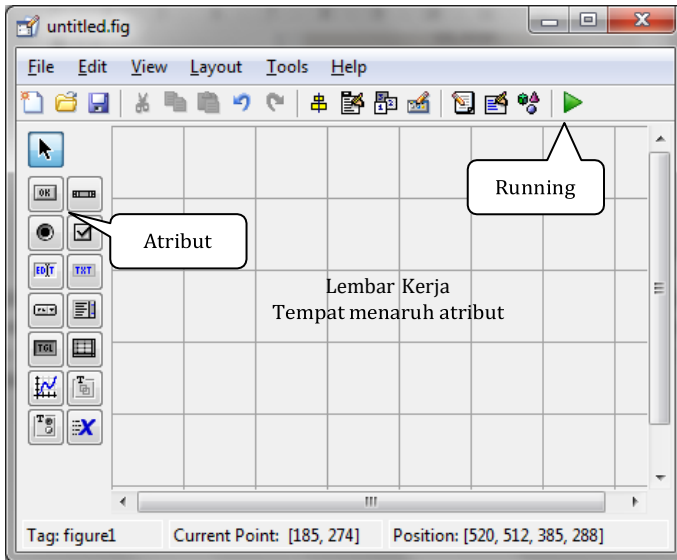 untitled.fig
File Edit View Layout Tools Help
Running
OK
Atribut
EDIT TXT
Lembar Kerja
Tempat menaruh atribut
TGL
Tag: figure1 Current Point: [185, 274] Position: [520, 512, 385, 288]